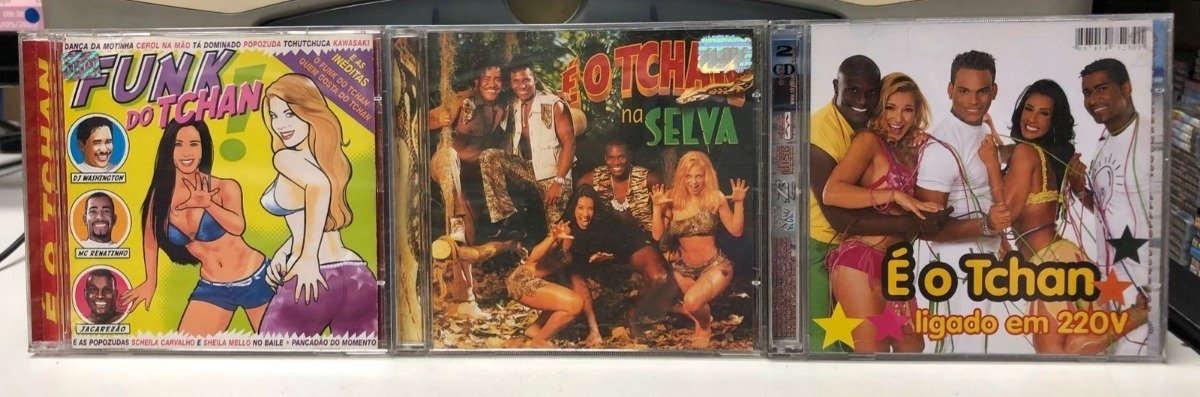 É O TCHAN
DANÇA DA MOTINHA CEROL NA MÃO TÁ DOMINADO POPOZUDA TCHUTCHUCA KAWASAKI
FUNK
DO TCHAN!
E AS
INÉDITAS
O FUNK DO TCHAN
QUEM GOSTA DO TCHAN
DJ WASHINGTON
MC RENATINHO
JACAREZÃO
E AS POPOZUDAS SCHEILA CARVALHO E SHEILA MELLO NO BAILE + PANCADÃO DO MOMENTO
É O TCHAN
na
SELVA
2
CD
É o Tchan
ligado em 220V